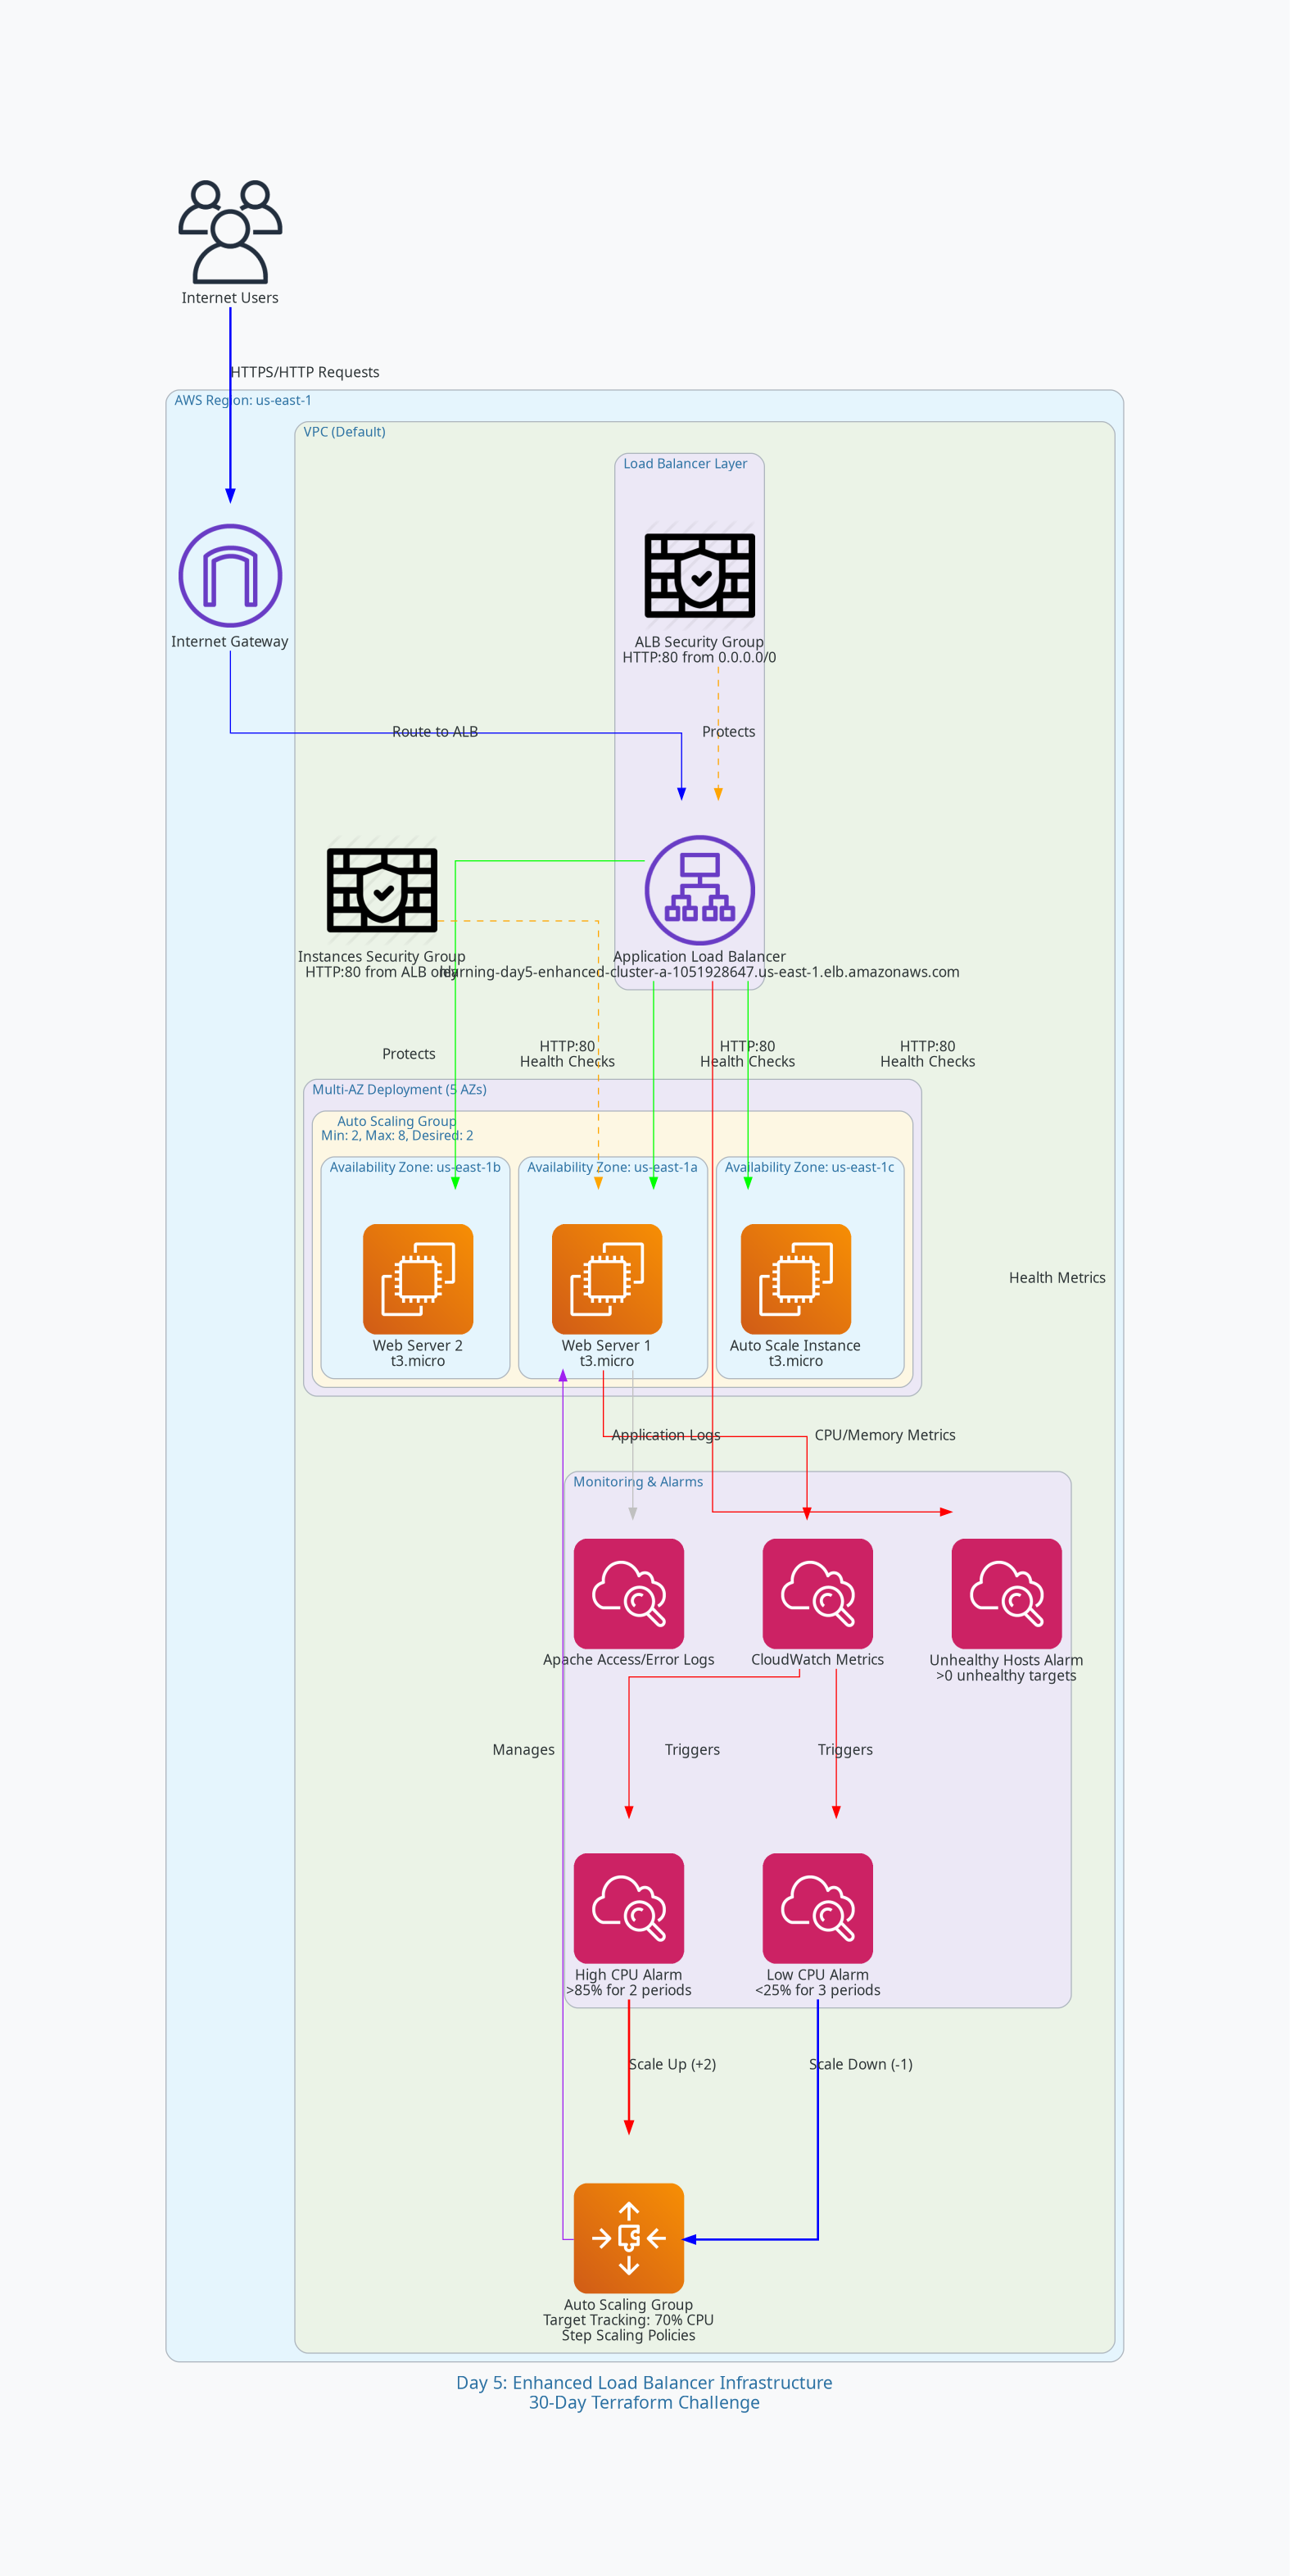 Internet Users
HTTPS/HTTP Requests
AWS Region: us-east-1
VPC (Default)
Load Balancer Layer
Internet Gateway
ALB Security Group
HTTP:80 from 0.0.0.0/0
Route to ALB
Protects
Instances Security Group
HTTP:80 from ALB only
Application Load Balancer
learning-day5-enhanced-cluster-a-1051928647.us-east-1.elb.amazonaws.com
Protects
HTTP:80
Health Checks
HTTP:80
Health Checks
HTTP:80
Health Checks
Multi-AZ Deployment (5 AZs)
Auto Scaling Group
Min: 2, Max: 8, Desired: 2
Availability Zone: us-east-1b
Availability Zone: us-east-1a
Availability Zone: us-east-1c
Web Server 2
t3.micro
Web Server 1
t3.micro
Auto Scale Instance
t3.micro
Health Metrics
Application Logs
CPU/Memory Metrics
Monitoring & Alarms
Apache Access/Error Logs
CloudWatch Metrics
Unhealthy Hosts Alarm
>0 unhealthy targets
Manages
Triggers
Triggers
High CPU Alarm
>85% for 2 periods
Low CPU Alarm
<25% for 3 periods
Scale Up (+2)
Scale Down (-1)
Auto Scaling Group
Target Tracking: 70% CPU
Step Scaling Policies
Day 5: Enhanced Load Balancer Infrastructure
30-Day Terraform Challenge